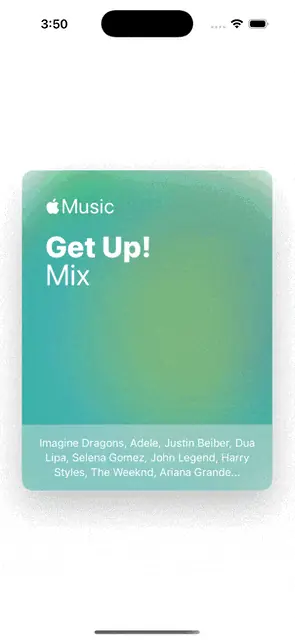 3:50
Music
Get Up!
Mix
Imagine Dragons, Adele, Justin Beiber, Dua
Lipa, Selena Gomez, John Legend, Harry
Styles, The Weeknd, Ariana Grande...